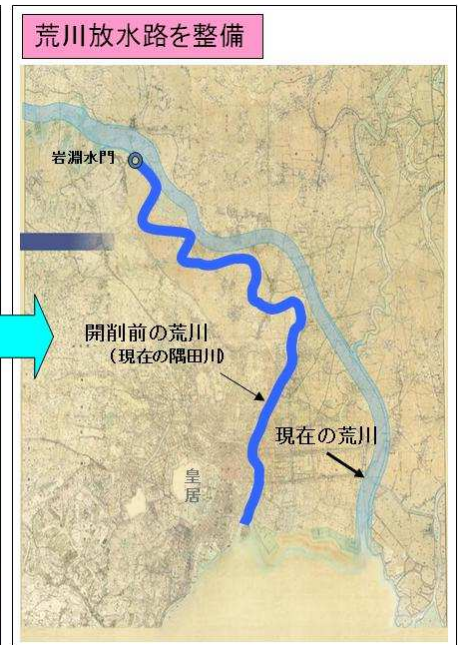 荒川放水路を整備
岩淵水門
開削前の荒川
(現在の隅田川)
現在の荒川
皇居